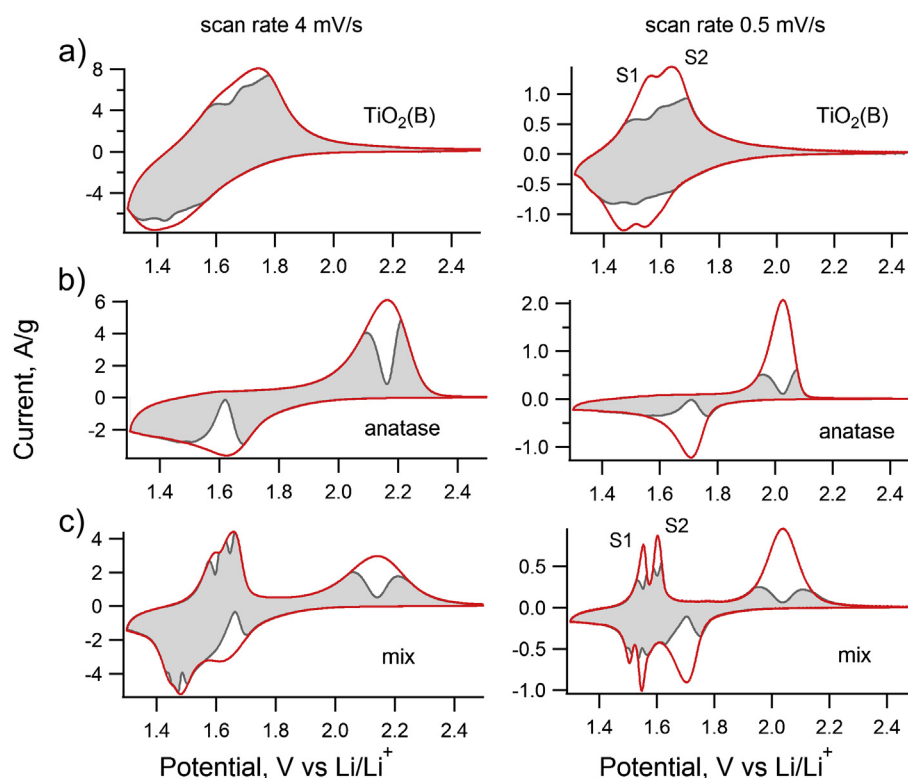 scan rate 4 mV/s
scan rate 0.5 mV/s
a)
8
4
0
-4
TiO2(B)
1.4 1.6 1.8 2.0 2.2 2.4
S1 S2
1.0
0.5
0.0
-0.5
-1.0
TiO2(B)
1.4 1.6 1.8 2.0 2.2 2.4
b)
6
4
2
0
-2
anatase
1.4 1.6 1.8 2.0 2.2 2.4
2.0
1.0
0.0
-1.0
anatase
1.4 1.6 1.8 2.0 2.2 2.4
c)
4
2
0
-2
-4
mix
1.4 1.6 1.8 2.0 2.2 2.4
S1 S2
0.5
0.0
-0.5
-1.0
mix
1.4 1.6 1.8 2.0 2.2 2.4
Current, A/g
Potential, V vs Li/Li+
Potential, V vs Li/Li+